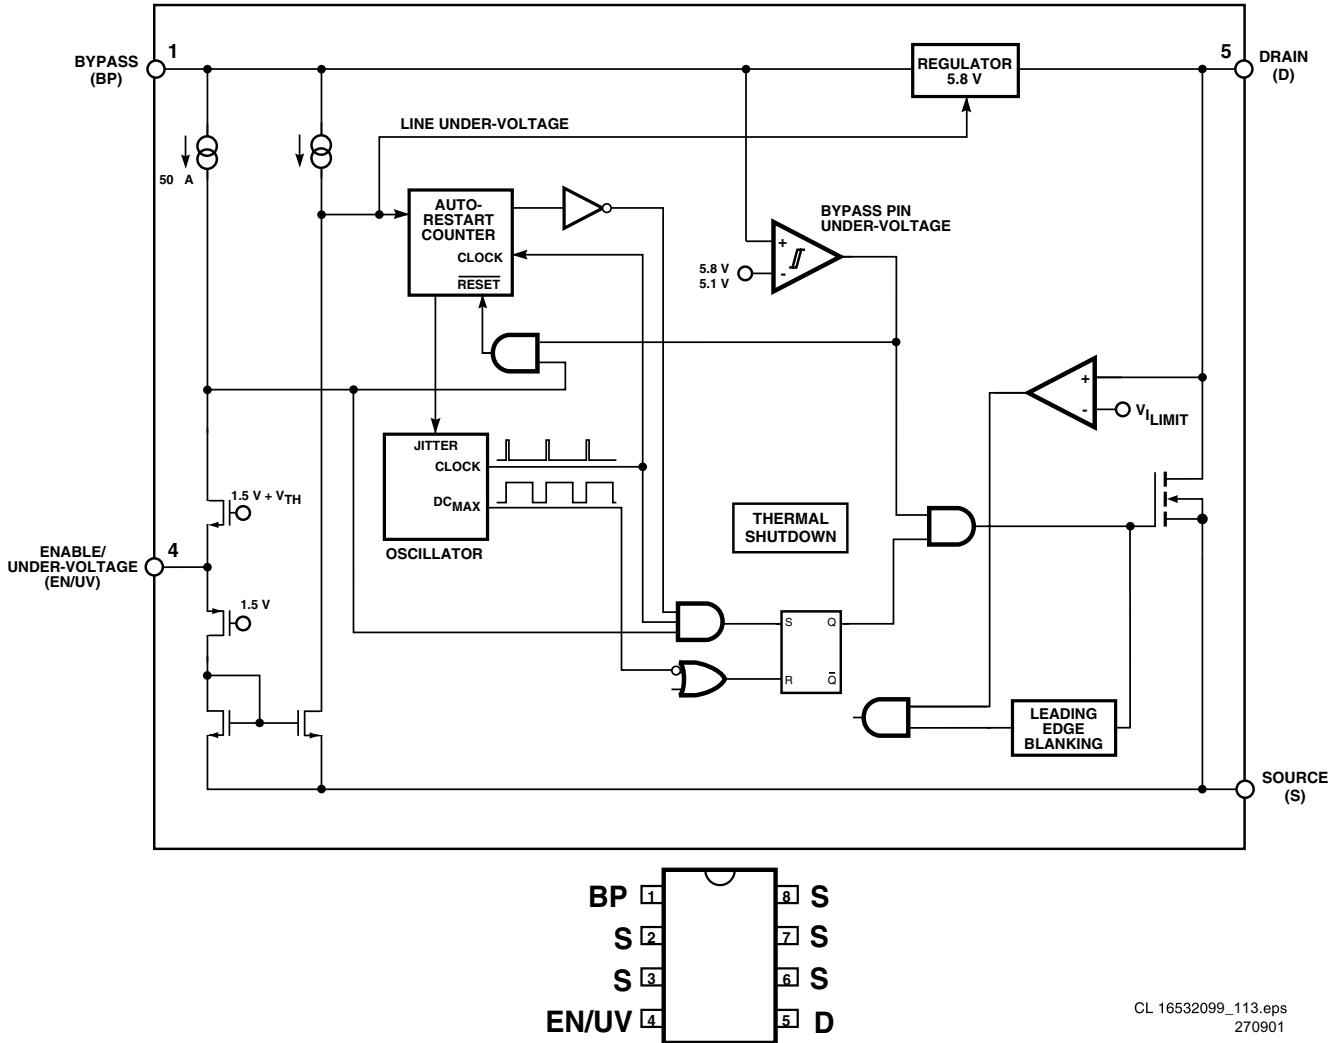 BYPASS
(BP)
1
REGULATOR
5.8 V
5
DRAIN
(D)
LINE UNDER-VOLTAGE
50 A
AUTO-
RESTART
COUNTER
CLOCK
RESET
BYPASS PIN
UNDER-VOLTAGE
+
-
5.8 V
5.1 V
+
-
VILIMIT
JITTER
CLOCK
DCMAX
OSCILLATOR
1.5 V + VTH
THERMAL
SHUTDOWN
ENABLE/
UNDER-VOLTAGE
(EN/UV)
4
1.5 V
S Q
R Q
LEADING
EDGE
BLANKING
SOURCE
(S)
BP 1 8 S
S 2 7 S
S 3 6 S
EN/UV 4 5 D
CL 16532099_113.eps
270901